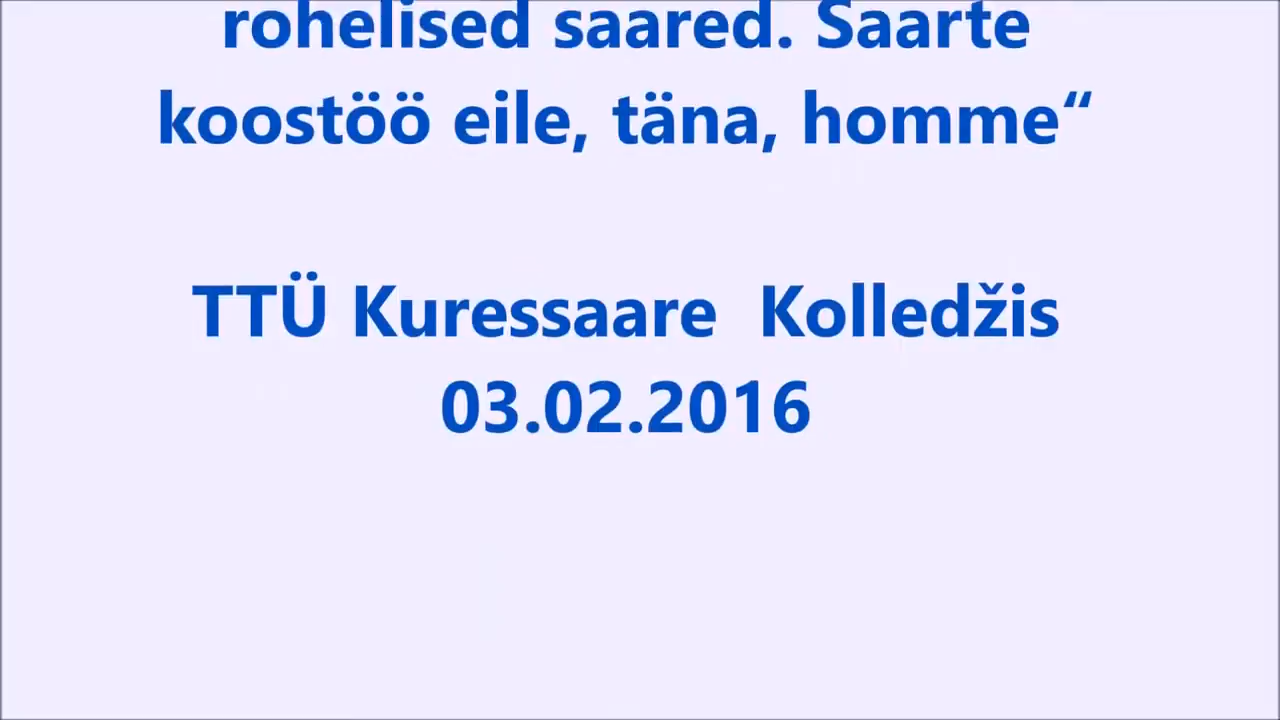 rohelised saared. Saarte
koostöö eile, täna, homme“
TTÜ Kuressaare Kolledžis
03.02.2016